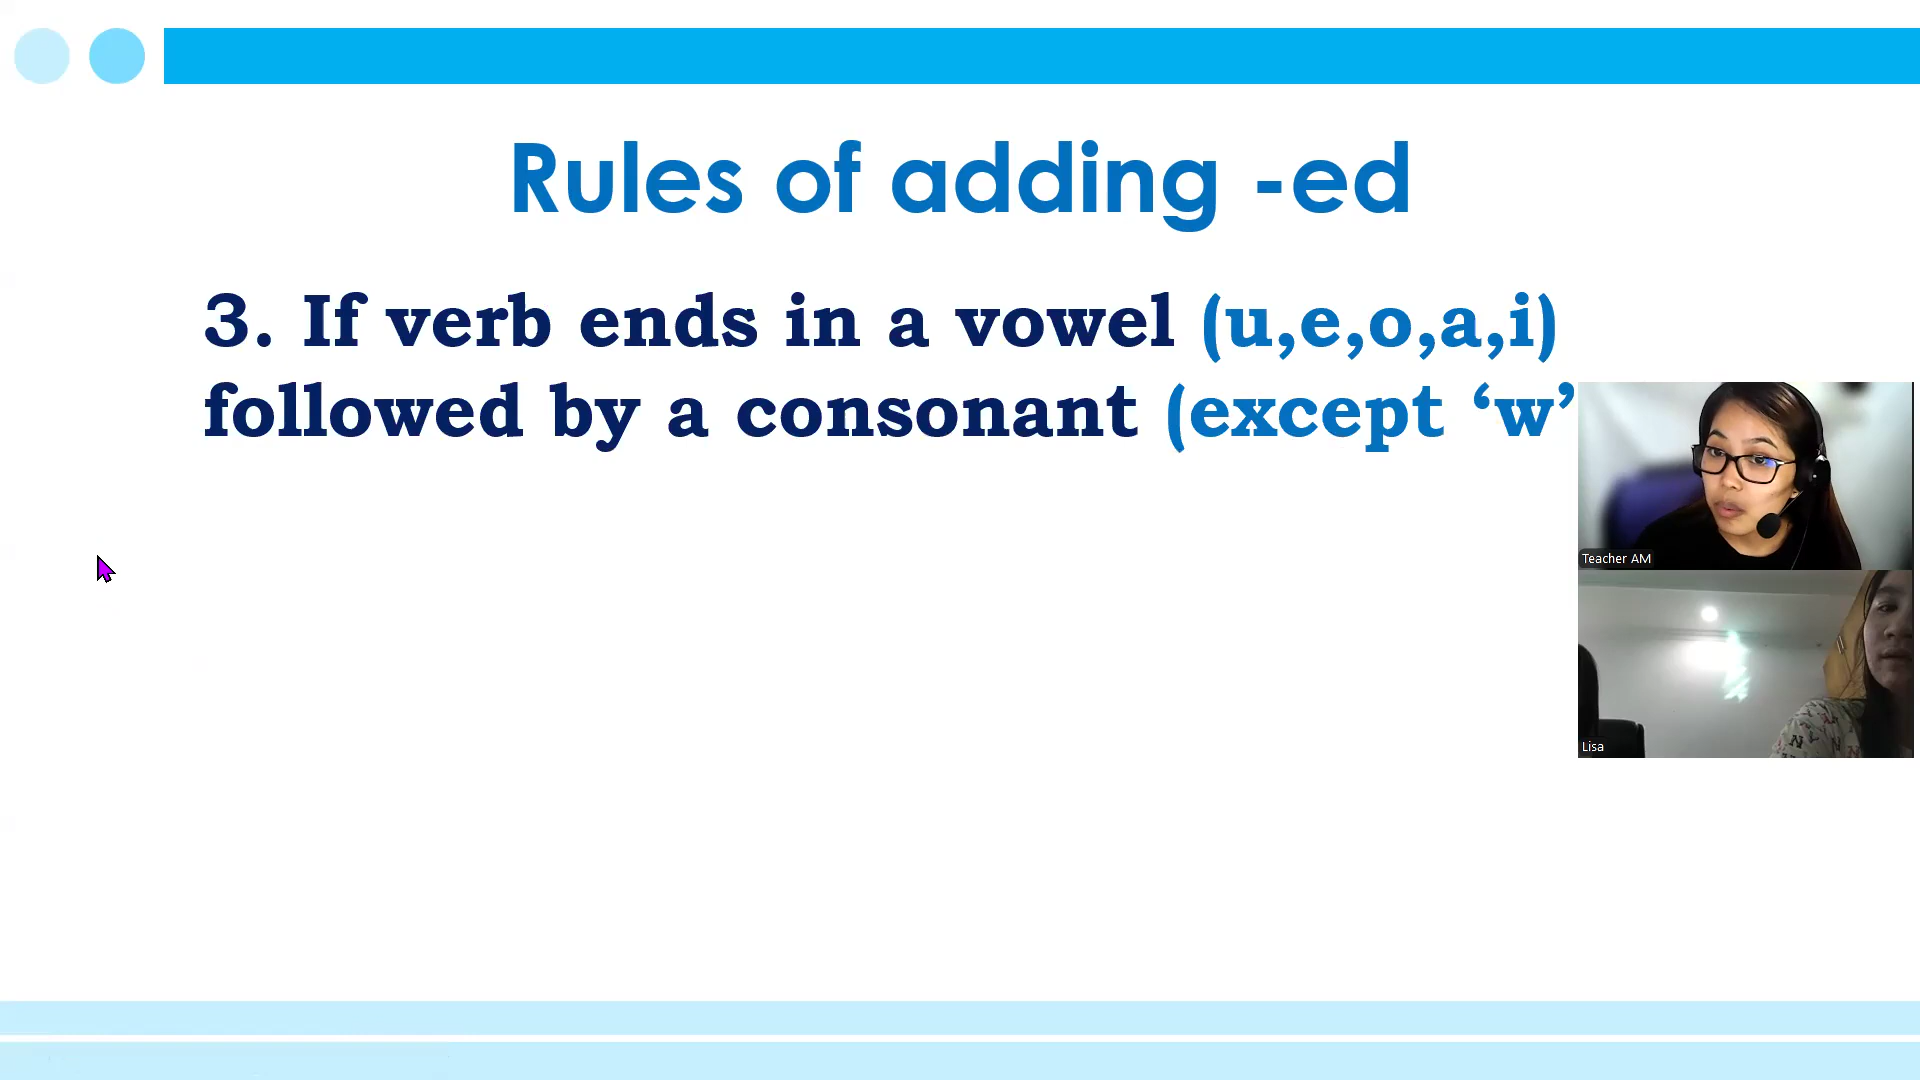 Rules of adding -ed
3. If verb ends in a vowel (u,e,o,a,i)
followed by a consonant (except ‘w’
Teacher AM
Lisa